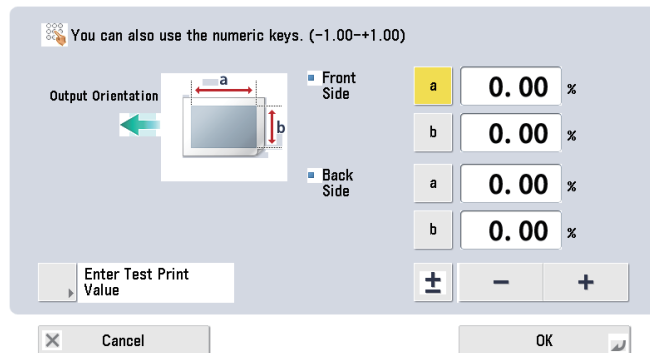 You can also use the numeric keys. (-1.00-+1.00)
Output Orientation
a
b
Front
Side
a 0.00 %
b 0.00 %
Back
Side
a 0.00 %
b 0.00 %
Enter Test Print
Value
± - +
Cancel
OK